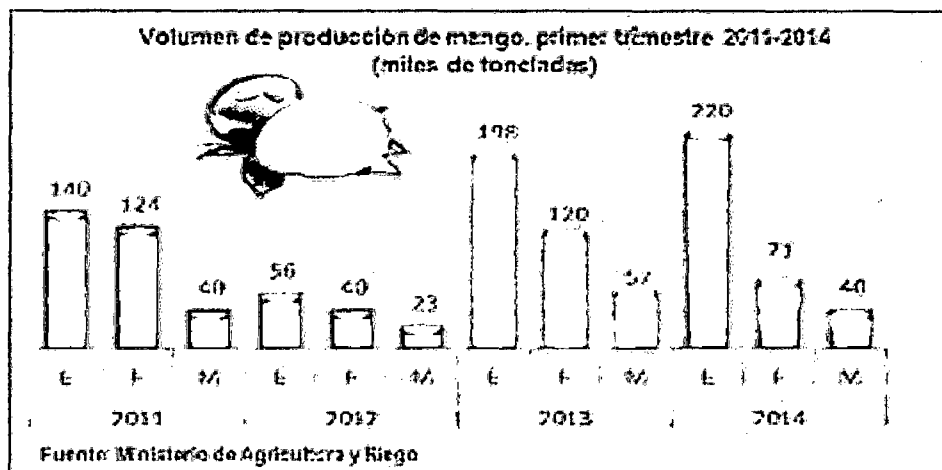 Volumen de producción de mango. primer trimestre 2011-2014
(miles de toneladas)
140 124 40 56 40 23 198 120 57 220 71 40
E F M E F M E F M E F M
2011 2012 2013 2014
Fuente: Ministerio de Agricultura y Riego